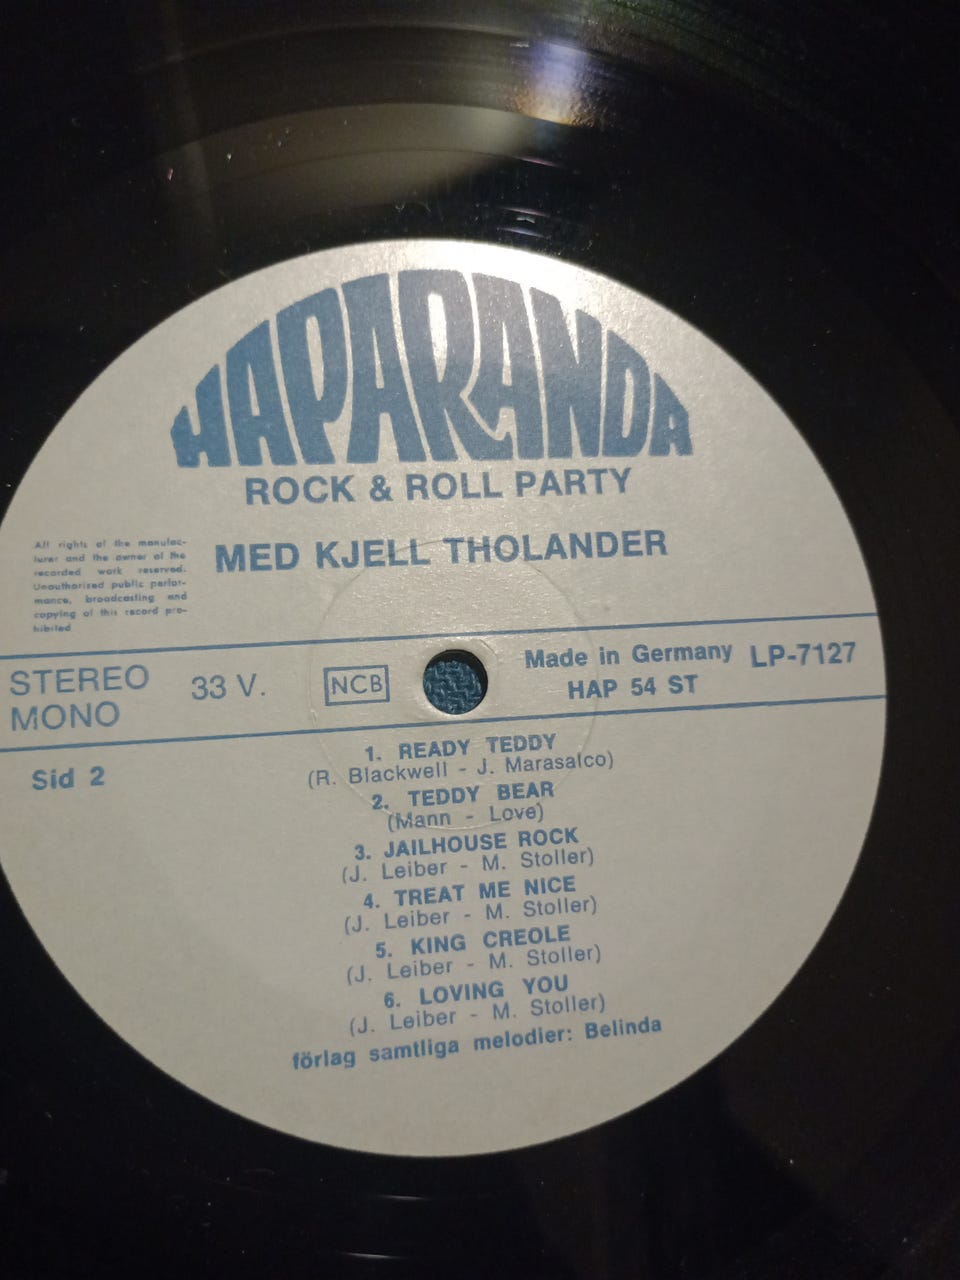 HAPARANDA
ROCK & ROLL PARTY
MED KJELL THOLANDER
All rights of the manufac-
turer and the owner of the
recorded work reserved.
Unauthorized public perfor-
mance, broadcasting and
copying of this record pro-
hibited
STEREO
MONO
33 V.
NCB
Made in Germany LP-7127
HAP 54 ST
Sid 2
1. READY TEDDY
(R. Blackwell - J. Marasalco)
2. TEDDY BEAR
(Mann - Love)
3. JAILHOUSE ROCK
(J. Leiber - M. Stoller)
4. TREAT ME NICE
(J. Leiber - M. Stoller)
5. KING CREOLE
(J. Leiber - M. Stoller)
6. LOVING YOU
(J. Leiber - M. Stoller)
förlag samtliga melodier: Belinda